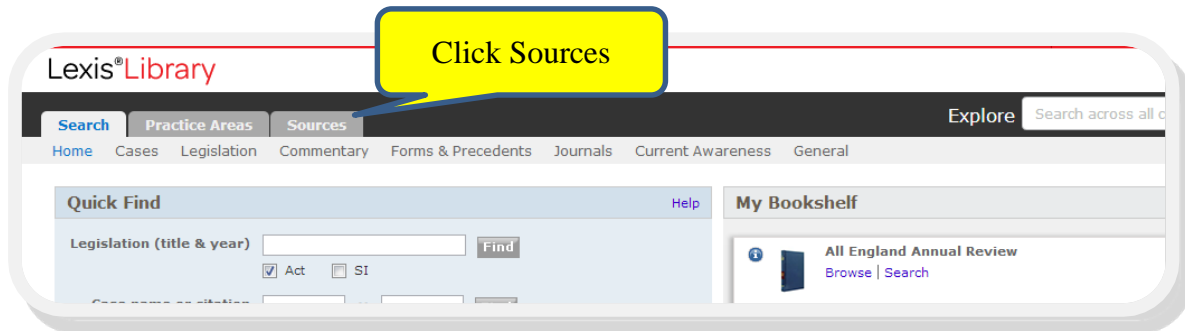 Click Sources
Lexis®Library
Explore Search across all
Search Practice Areas Sources
Home Cases Legislation Commentary Forms & Precedents Journals Current Awareness General
Quick Find Help My Bookshelf
Legislation (title & year) Find
Act SI
All England Annual Review
Browse | Search